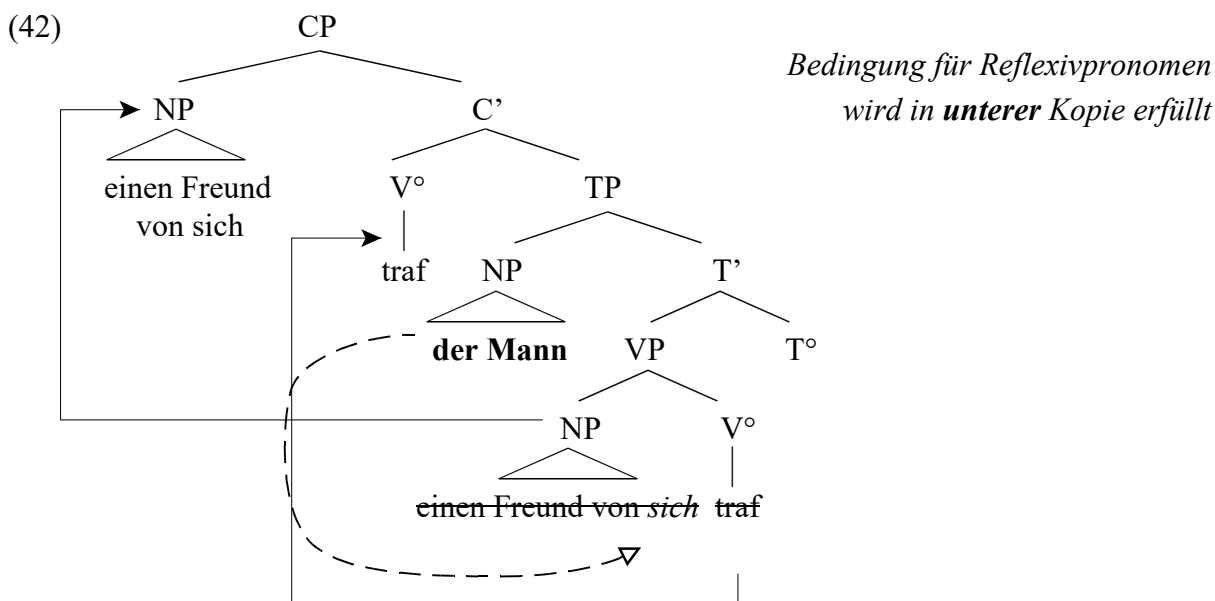 (42) CP
Bedingung für Reflexivpronomen
wird in unterer Kopie erfüllt
NP C’
einen Freund
von sich
V° TP
traf NP T’
der Mann VP T°
NP V°
einen Freund von sich traf